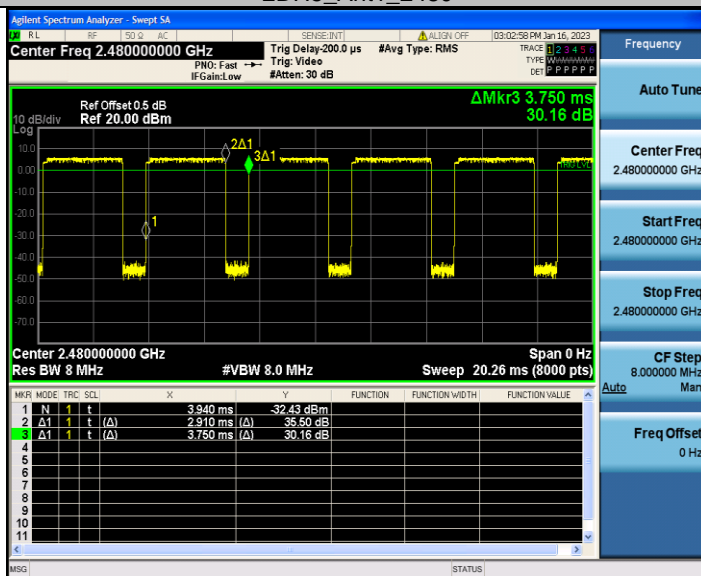 Agilent Spectrum Analyzer - Swept SA
RL RF 50 Ω AC SENSE:INT ALIGN OFF 03:02:58 PM Jan 16, 2023
Center Freq 2.480000000 GHz
PNO: Fast
IFGain:Low
Trig Delay-200.0 µs
Trig: Video
#Atten: 30 dB
#Avg Type: RMS
TRACE 1 2 3 4 5 6
TYPE W
DET P P P P P P
Frequency
Auto Tune
Center Freq
2.480000000 GHz
Start Freq
2.480000000 GHz
Stop Freq
2.480000000 GHz
CF Step
8.000000 MHz
Auto Man
Freq Offset
0 Hz
ΔMkr3 3.750 ms
30.16 dB
Ref Offset 0.5 dB
10 dB/div Ref 20.00 dBm
Log
10.0
0.00
-10.0
-20.0
-30.0
-40.0
-50.0
-60.0
-70.0
2Δ1
3Δ1
1
TRIG LVL
Center 2.480000000 GHz Span 0 Hz
Res BW 8 MHz #VBW 8.0 MHz Sweep 20.26 ms (8000 pts)
MKR MODE TRC SCL X Y FUNCTION FUNCTION WIDTH FUNCTION VALUE
1 N 1 t 3.940 ms -32.43 dBm
2 Δ1 1 t (Δ) 2.910 ms (Δ) 35.50 dB
3 Δ1 1 t (Δ) 3.750 ms (Δ) 30.16 dB
4
5
6
7
8
9
10
11
MSG STATUS